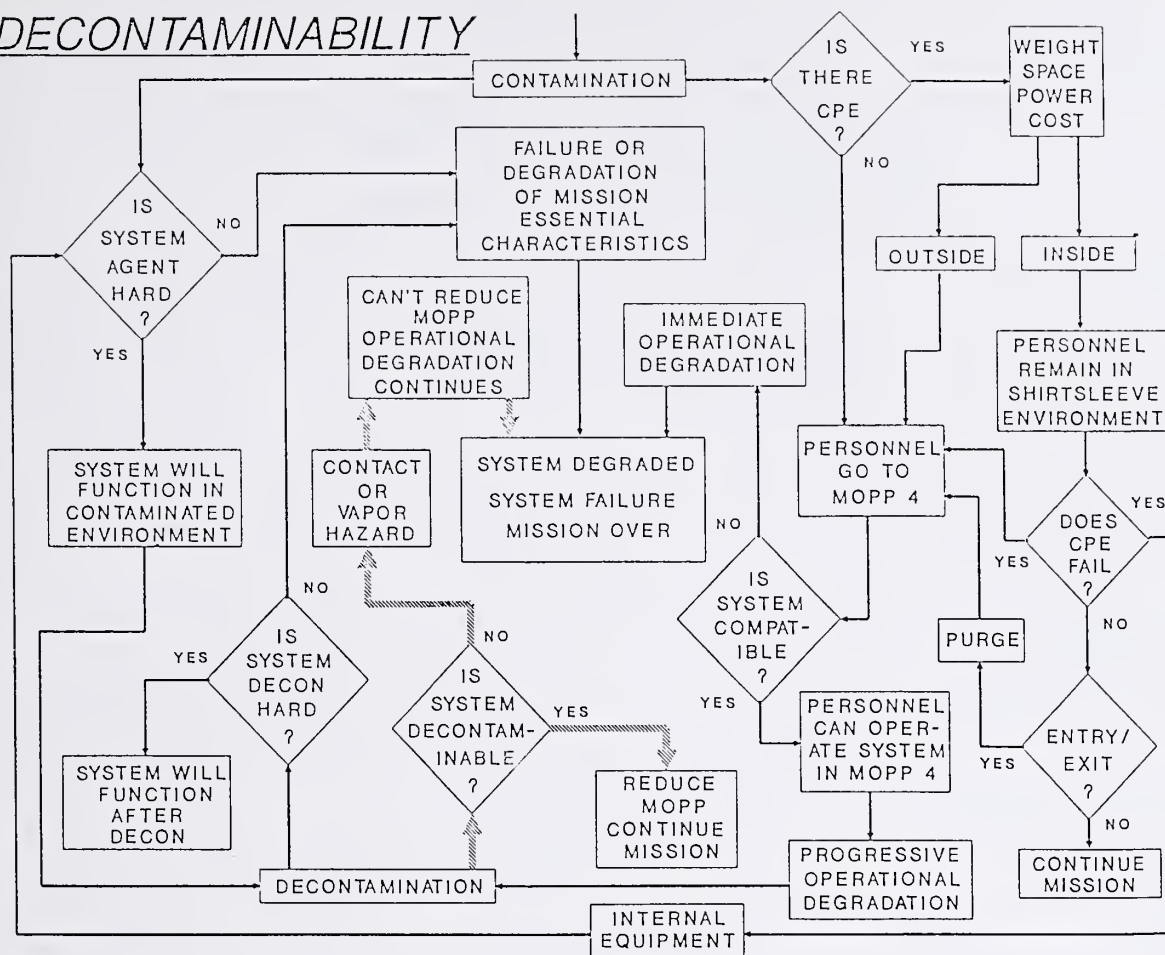 DECONTAMINABILITY
CONTAMINATION
IS
THERE
CPE
?
YES
NO
WEIGHT
SPACE
POWER
COST
OUTSIDE
INSIDE
FAILURE OR
DEGRADATION
OF MISSION
ESSENTIAL
CHARACTERISTICS
IS
SYSTEM
AGENT
HARD
?
NO
YES
CAN'T REDUCE
MOPP
OPERATIONAL
DEGRADATION
CONTINUES
IMMEDIATE
OPERATIONAL
DEGRADATION
PERSONNEL
REMAIN IN
SHIRTSLEEVE
ENVIRONMENT
SYSTEM WILL
FUNCTION IN
CONTAMINATED
ENVIRONMENT
CONTACT
OR
VAPOR
HAZARD
SYSTEM DEGRADED
SYSTEM FAILURE
MISSION OVER
PERSONNEL
GO TO
MOPP 4
DOES
CPE
FAIL
?
YES
YES
NO
IS
SYSTEM
COMPAT-
IBLE
?
NO
YES
PURGE
IS
SYSTEM
DECON
HARD
?
NO
YES
IS
SYSTEM
DECONTAM-
INABLE
?
NO
YES
PERSONNEL
CAN OPER-
ATE SYSTEM
IN MOPP 4
ENTRY/
EXIT
?
YES
NO
SYSTEM WILL
FUNCTION
AFTER
DECON
REDUCE
MOPP
CONTINUE
MISSION
DECONTAMINATION
PROGRESSIVE
OPERATIONAL
DEGRADATION
CONTINUE
MISSION
INTERNAL
EQUIPMENT